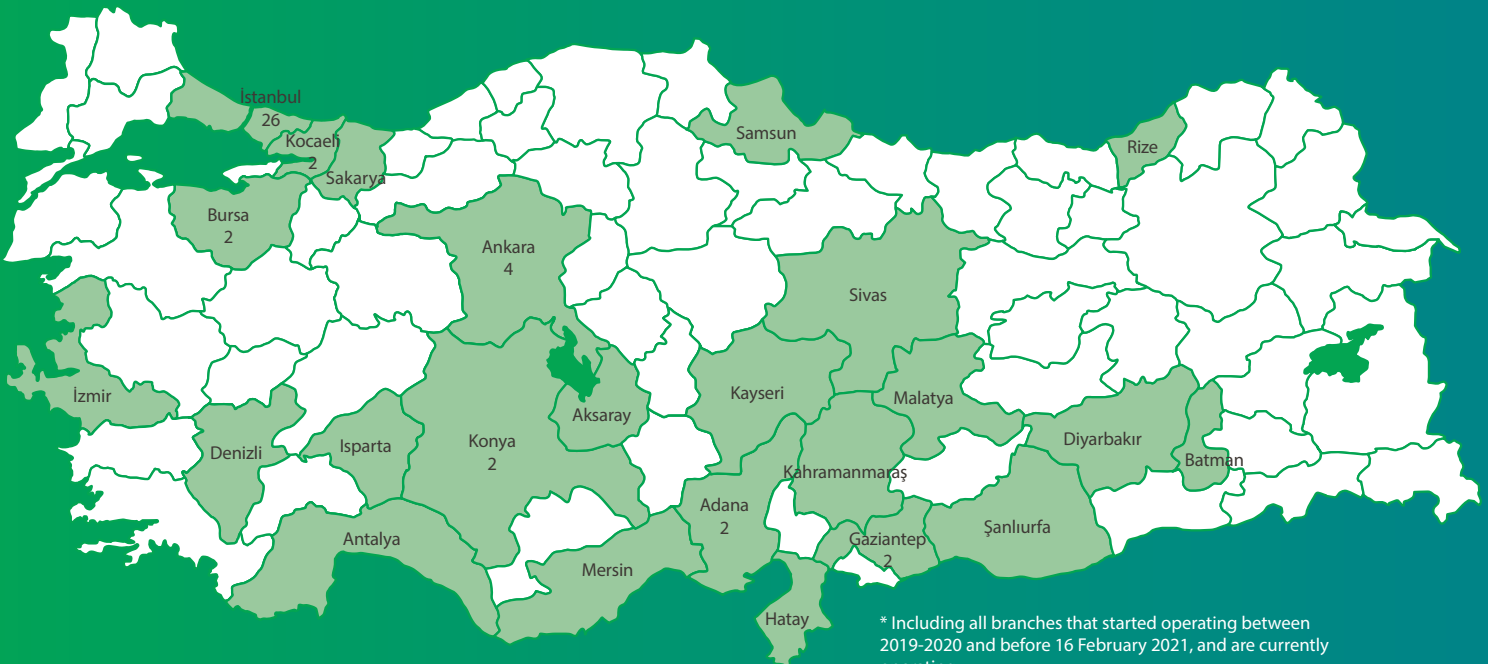 İstanbul
26
Kocaeli
2
Sakarya
Samsun
Rize
Bursa
2
Ankara
4
Sivas
İzmir
Denizli
Isparta
Konya
2
Aksaray
Kayseri
Malatya
Diyarbakır
Batman
Kahramanmaraş
Adana
2
Gaziantep
2
Şanlıurfa
Antalya
Mersin
Hatay
* Including all branches that started operating between
2019-2020 and before 16 February 2021, and are currently